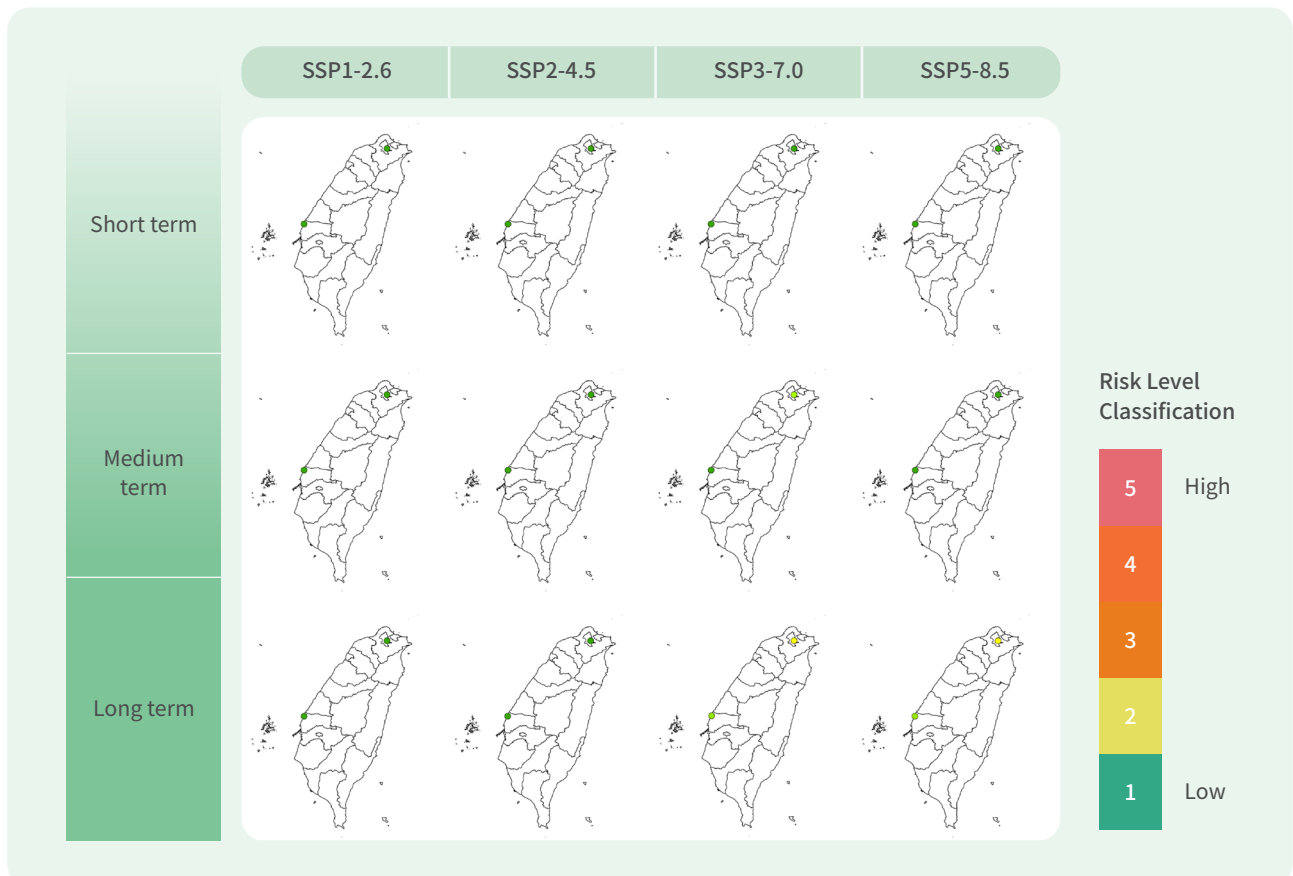 SSP1-2.6
SSP2-4.5
SSP3-7.0
SSP5-8.5
Short term
Medium
term
Long term
Risk Level
Classification
5
High
4
3
2
1
Low